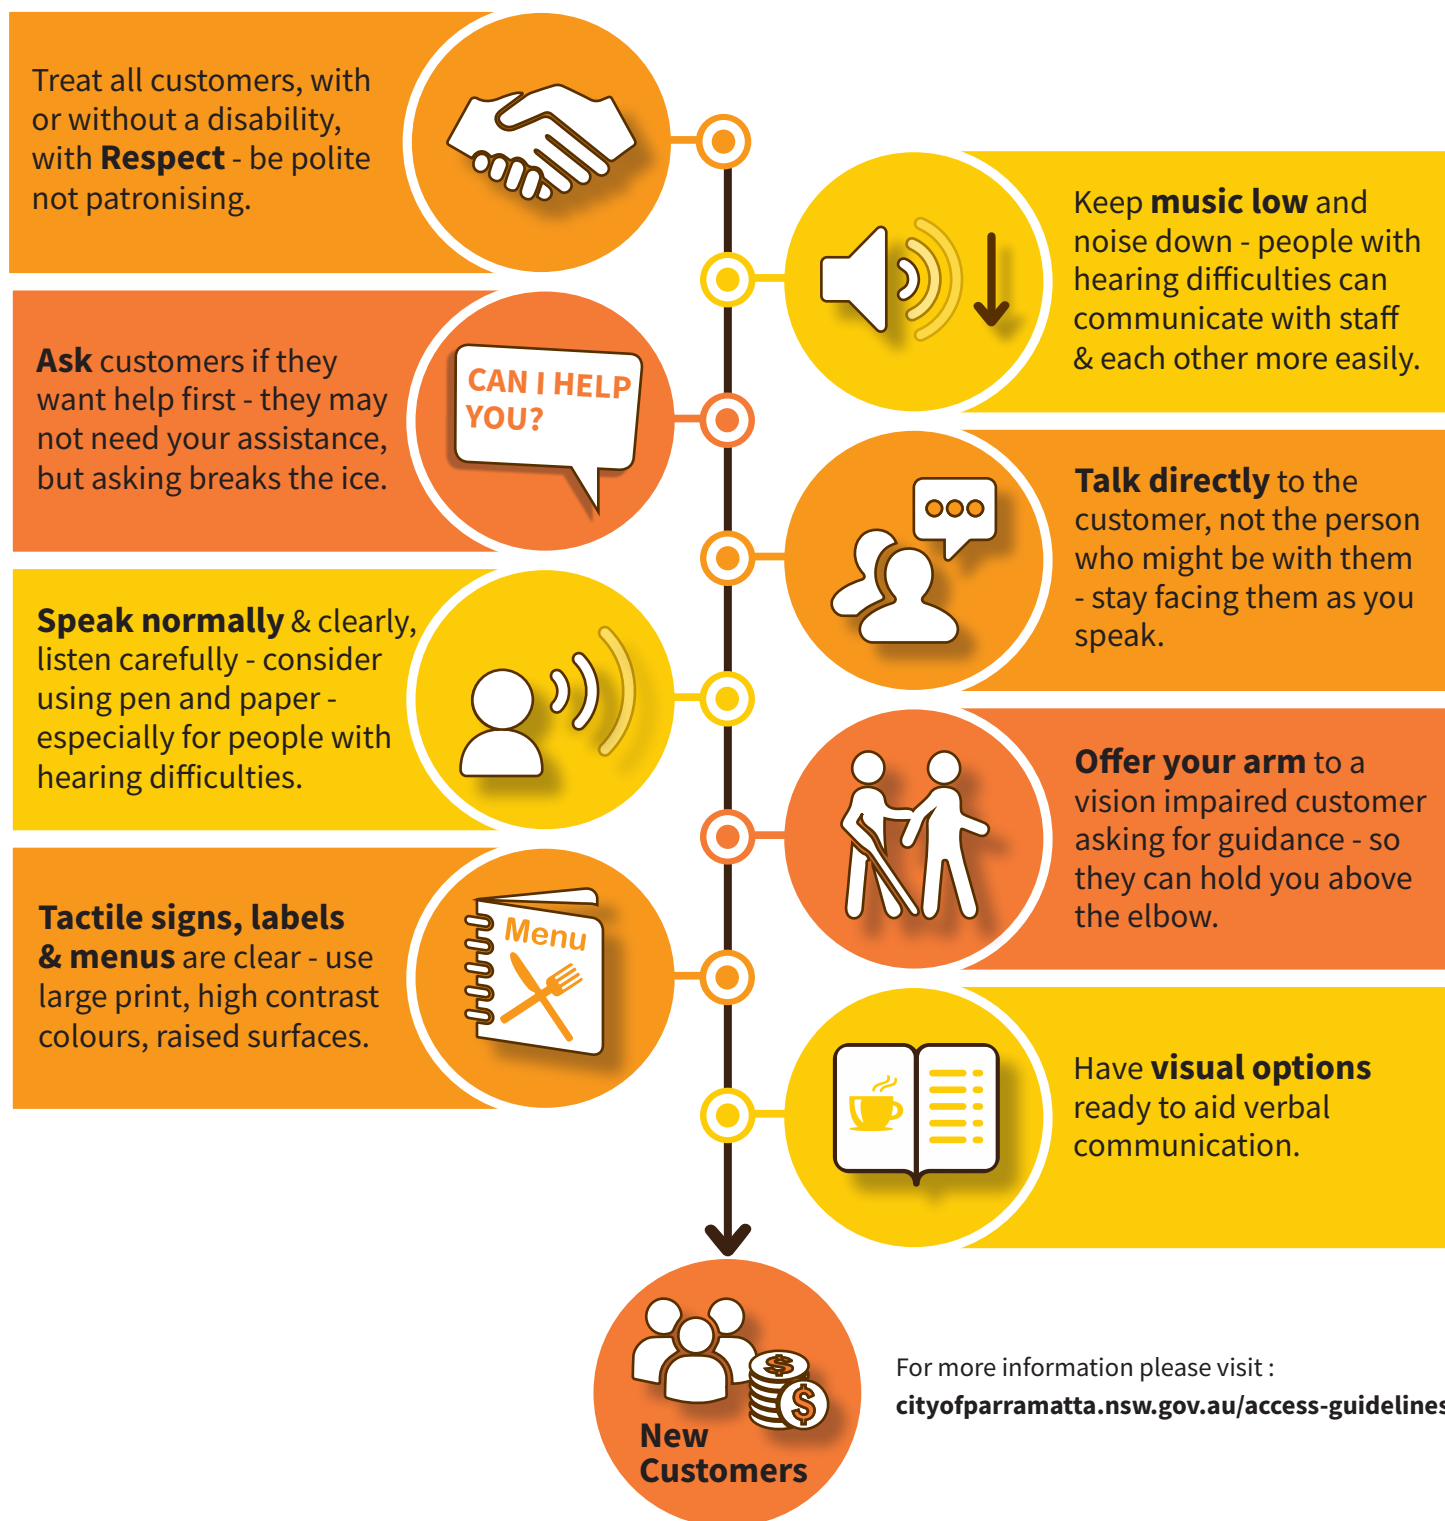 Treat all customers, with
or without a disability,
with Respect - be polite
not patronising.
Keep music low and
noise down - people with
hearing difficulties can
communicate with staff
& each other more easily.
Ask customers if they
want help first - they may
not need your assistance,
but asking breaks the ice.
CAN I HELP
YOU?
Talk directly to the
customer, not the person
who might be with them
- stay facing them as you
speak.
Speak normally & clearly,
listen carefully - consider
using pen and paper -
especially for people with
hearing difficulties.
Offer your arm to a
vision impaired customer
asking for guidance - so
they can hold you above
the elbow.
Tactile signs, labels
& menus are clear - use
large print, high contrast
colours, raised surfaces.
Menu
Have visual options
ready to aid verbal
communication.
$
$
New
Customers
For more information please visit :
cityofparramatta.nsw.gov.au/access-guidelines